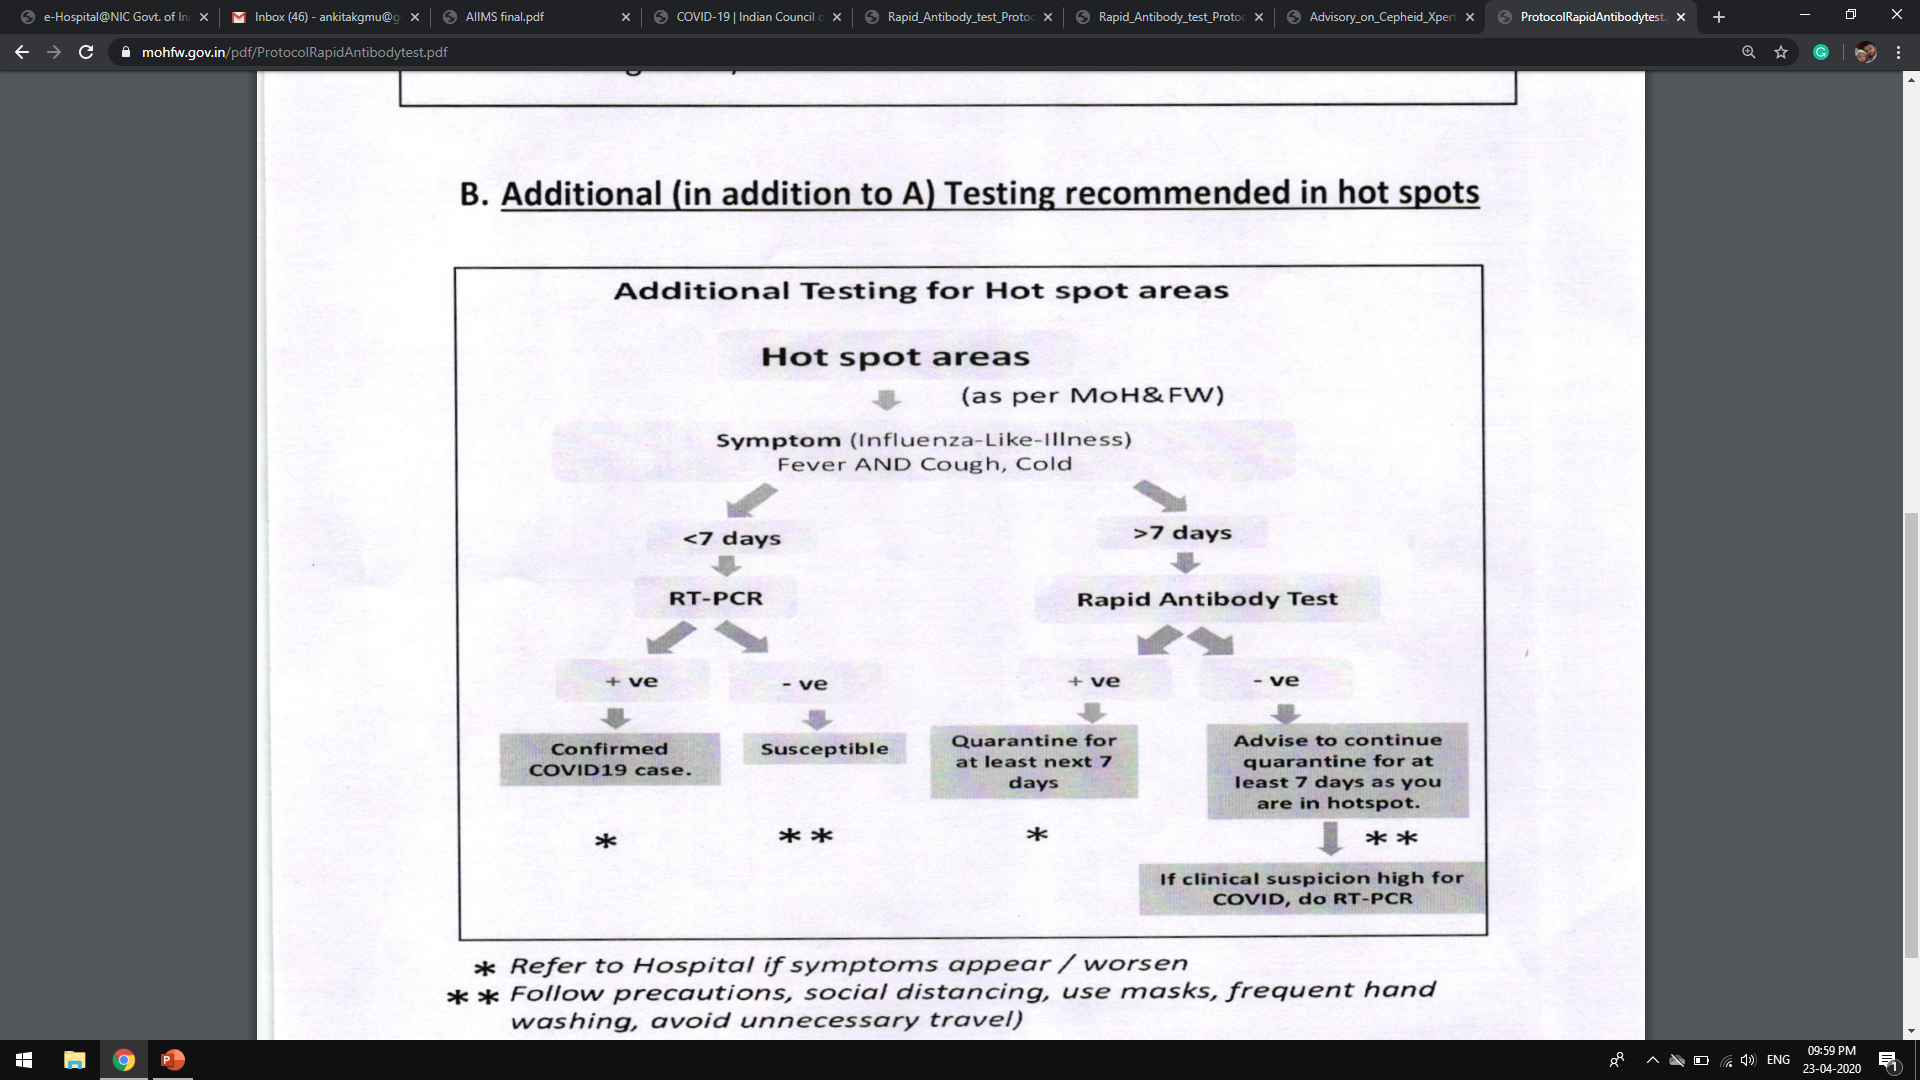 e-Hospital@NIC Govt. of In
Inbox (46) - ankitakgmu@g
AIIMS final.pdf
COVID-19 | Indian Council o
Rapid_Antibody_test_Protoc
Rapid_Antibody_test_Protoc
Advisory_on_Cepheid_Xpert
ProtocolRapidAntibodytest.
mohfw.gov.in/pdf/ProtocolRapidAntibodytest.pdf
B. Additional (in addition to A) Testing recommended in hot spots
Additional Testing for Hot spot areas
Hot spot areas
(as per MoH&FW)
Symptom (Influenza-Like-Illness)
Fever AND Cough, Cold
<7 days
>7 days
RT-PCR
Rapid Antibody Test
+ ve
- ve
+ ve
- ve
Confirmed
COVID19 case.
Susceptible
Quarantine for
at least next 7
days
Advise to continue
quarantine for at
least 7 days as you
are in hotspot.
*
**
*
**
If clinical suspicion high for
COVID, do RT-PCR
* Refer to Hospital if symptoms appear / worsen
** Follow precautions, social distancing, use masks, frequent hand
washing, avoid unnecessary travel)
ENG
09:59 PM
23-04-2020
1